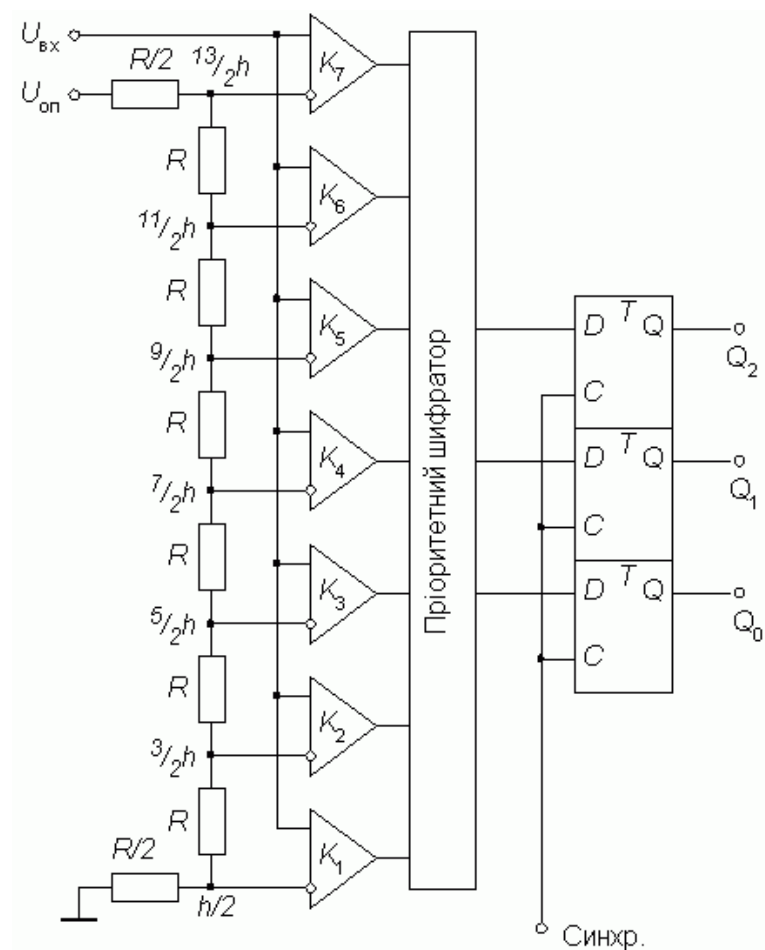 Uвх
R/2
13/2h
K7
Uоп
R
K6
11/2h
R
K5
D T Q
Q2
9/2h
C
R
K4
D T Q
Q1
7/2h
C
R
K3
D T Q
Q0
5/2h
C
R
K2
3/2h
R
R/2
K1
h/2
Пріоритетний шифратор
Синхр.